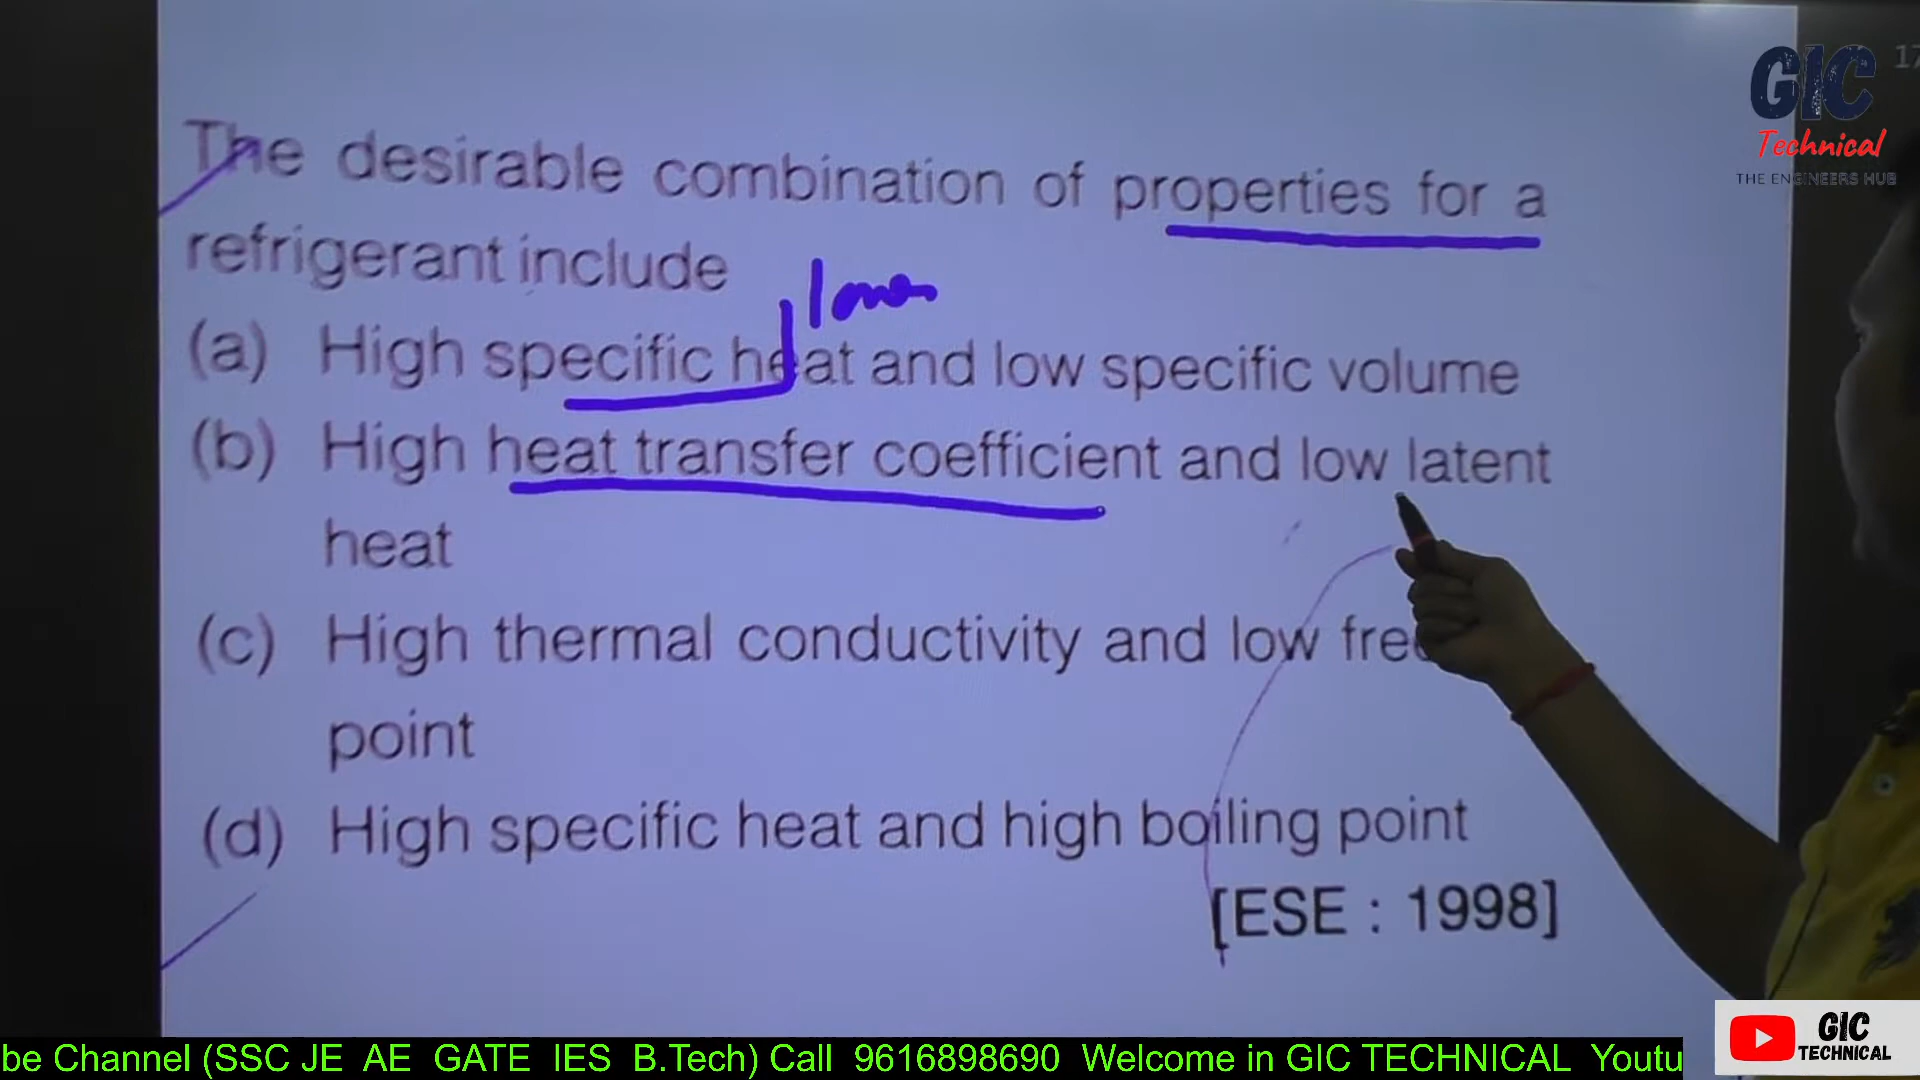 GIC
Technical
THE ENGINEERS HUB
The desirable combination of properties for a
refrigerant include
(a) High specific heat and low specific volume
(b) High heat transfer coefficient and low latent
heat
(c) High thermal conductivity and low
point
(d) High specific heat and high boiling point
[ESE : 1998]
GIC
TECHNICAL
be Channel (SSC JE AE GATE IES B.Tech) Call 9616898690 Welcome in GIC TECHNICAL Youtu